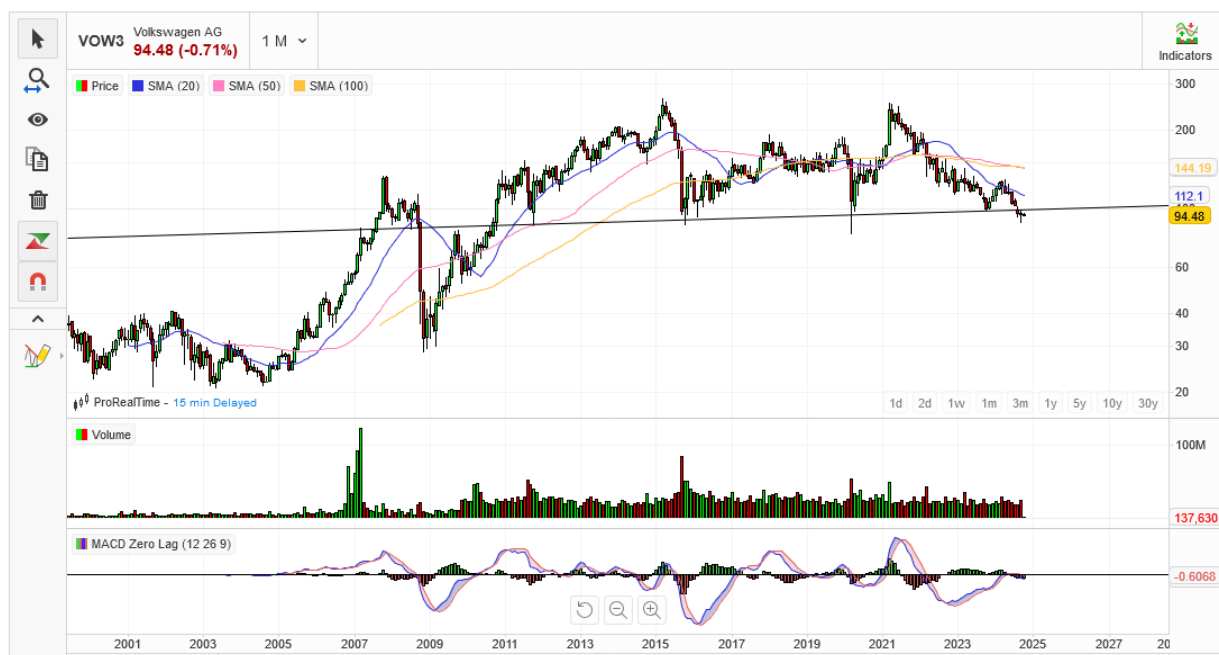 VOW3 Volkswagen AG
94.48 (-0.71%)
1 M
Indicators
Price SMA (20) SMA (50) SMA (100)
300
200
144.19
112.1
100
94.48
60
40
30
20
ProRealTime - 15 min Delayed
1d 2d 1w 1m 3m 1y 5y 10y 30y
Volume
100M
137,630
MACD Zero Lag (12 26 9)
-0.6068
2001 2003 2005 2007 2009 2011 2013 2015 2017 2019 2021 2023 2025 2027 20